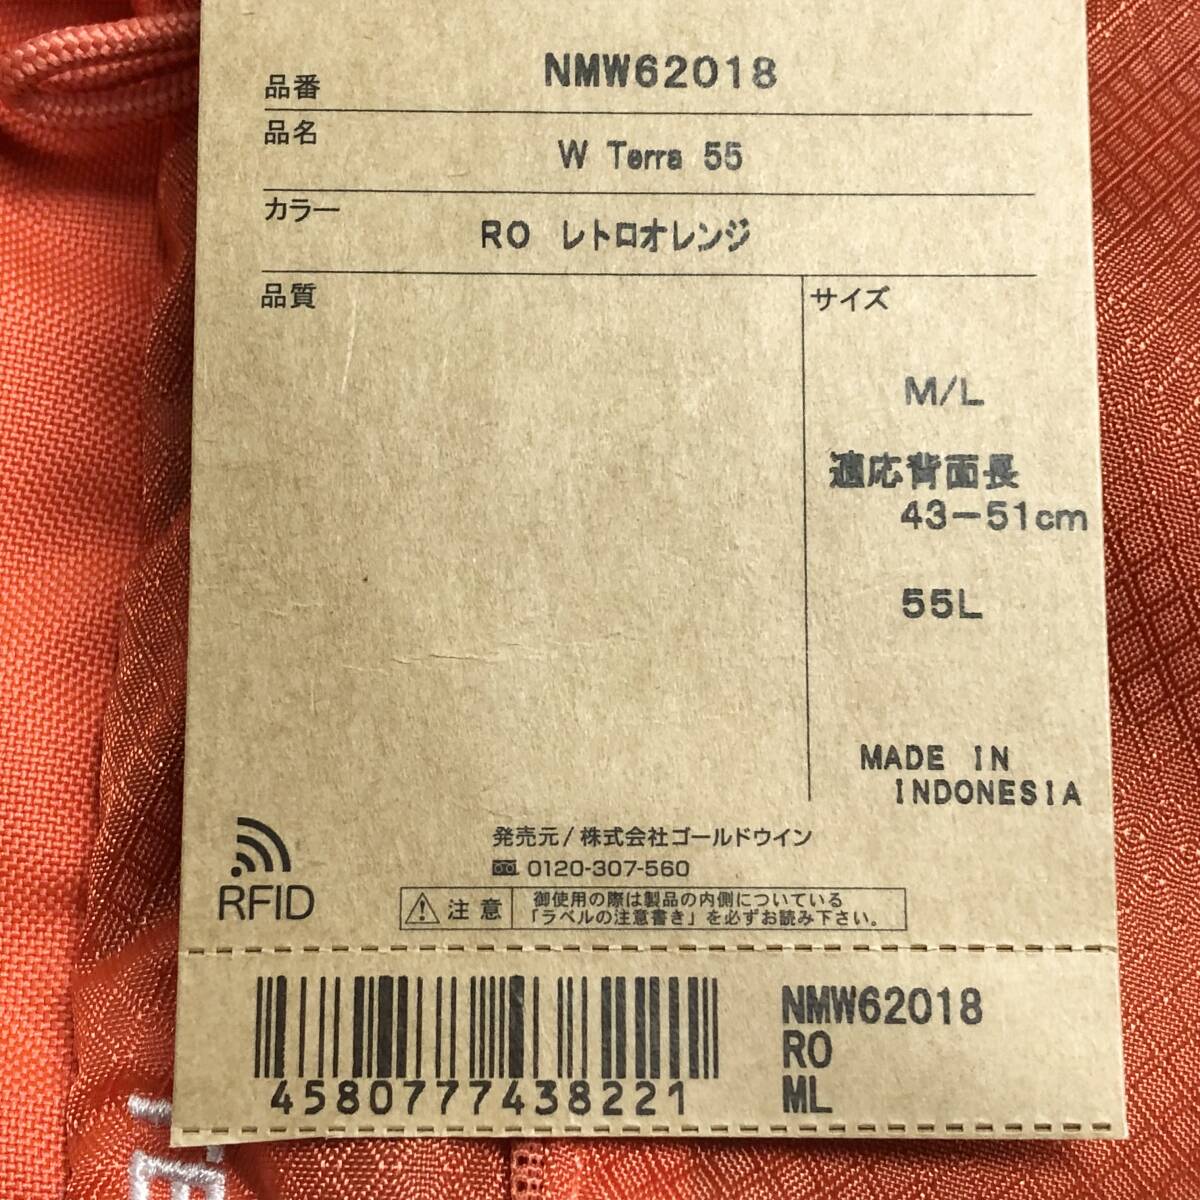 品番 NMW62018
品名 W Terra 55
カラー RO レトロオレンジ
品質
サイズ
M/L
適応背面長
43-51cm
55L
MADE IN
INDONESIA
発売元/株式会社ゴールドウイン
0120-307-560
RFID
注意
御使用の際は製品の内側についている
「ラベルの注意書き」を必ずお読み下さい。
4580777438221
NMW62018
RO
ML